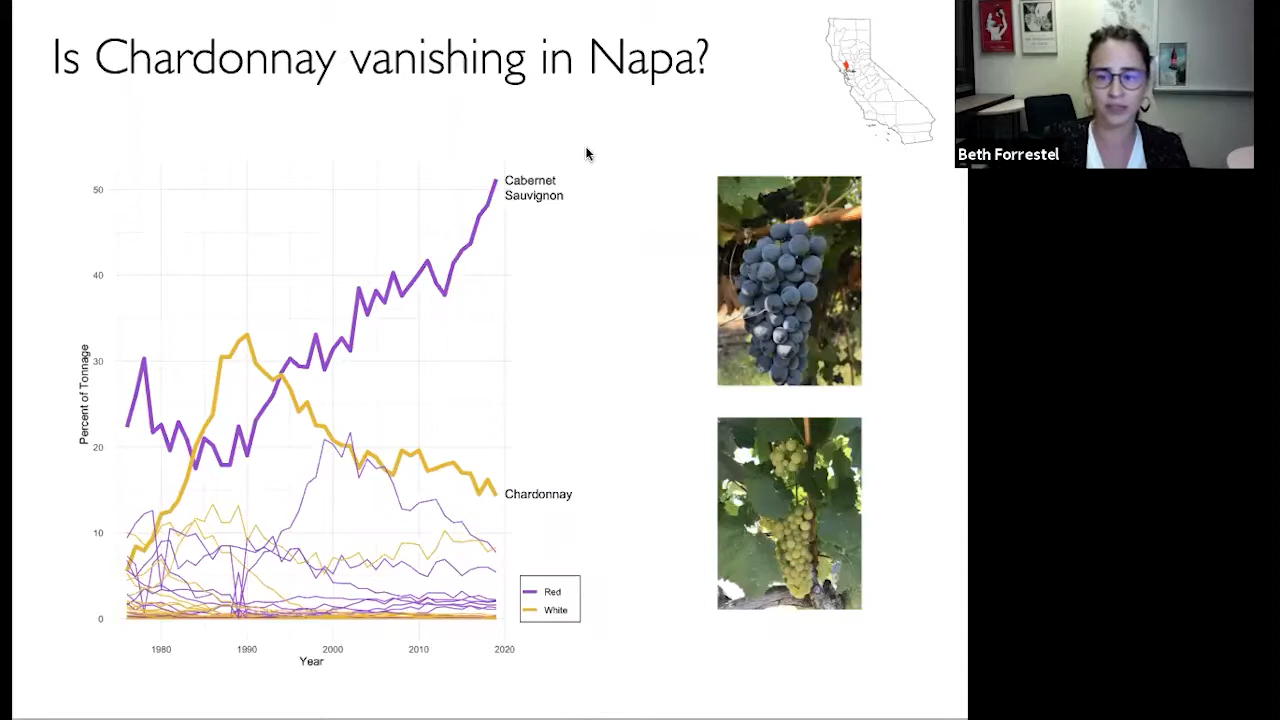 Is Chardonnay vanishing in Napa?
Beth Forrestel
Cabernet
Sauvignon
Chardonnay
50
40
30
20
10
0
Percent of Tonnage
1980
1990
2000
2010
2020
Year
Red
White